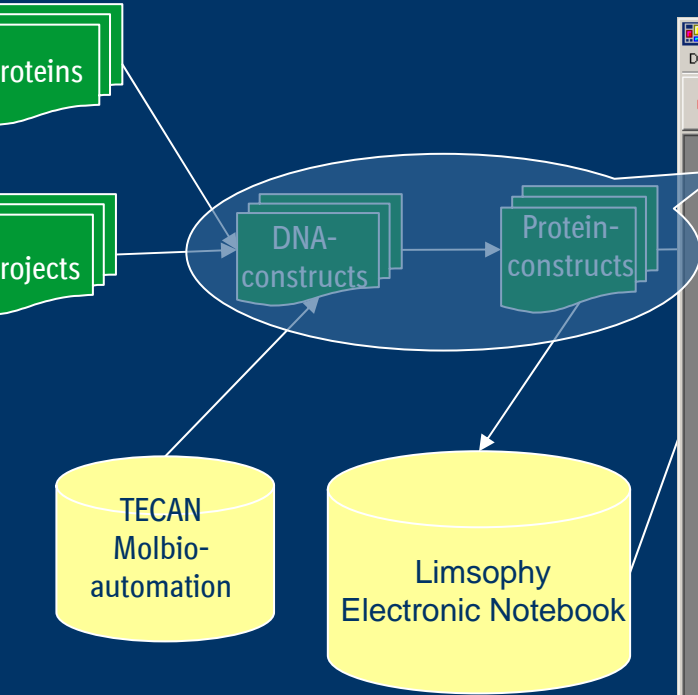 roteins
D
rojects
DNA-
constructs
Protein-
constructs
TECAN
Molbio-
automation
Limsophy
Electronic Notebook